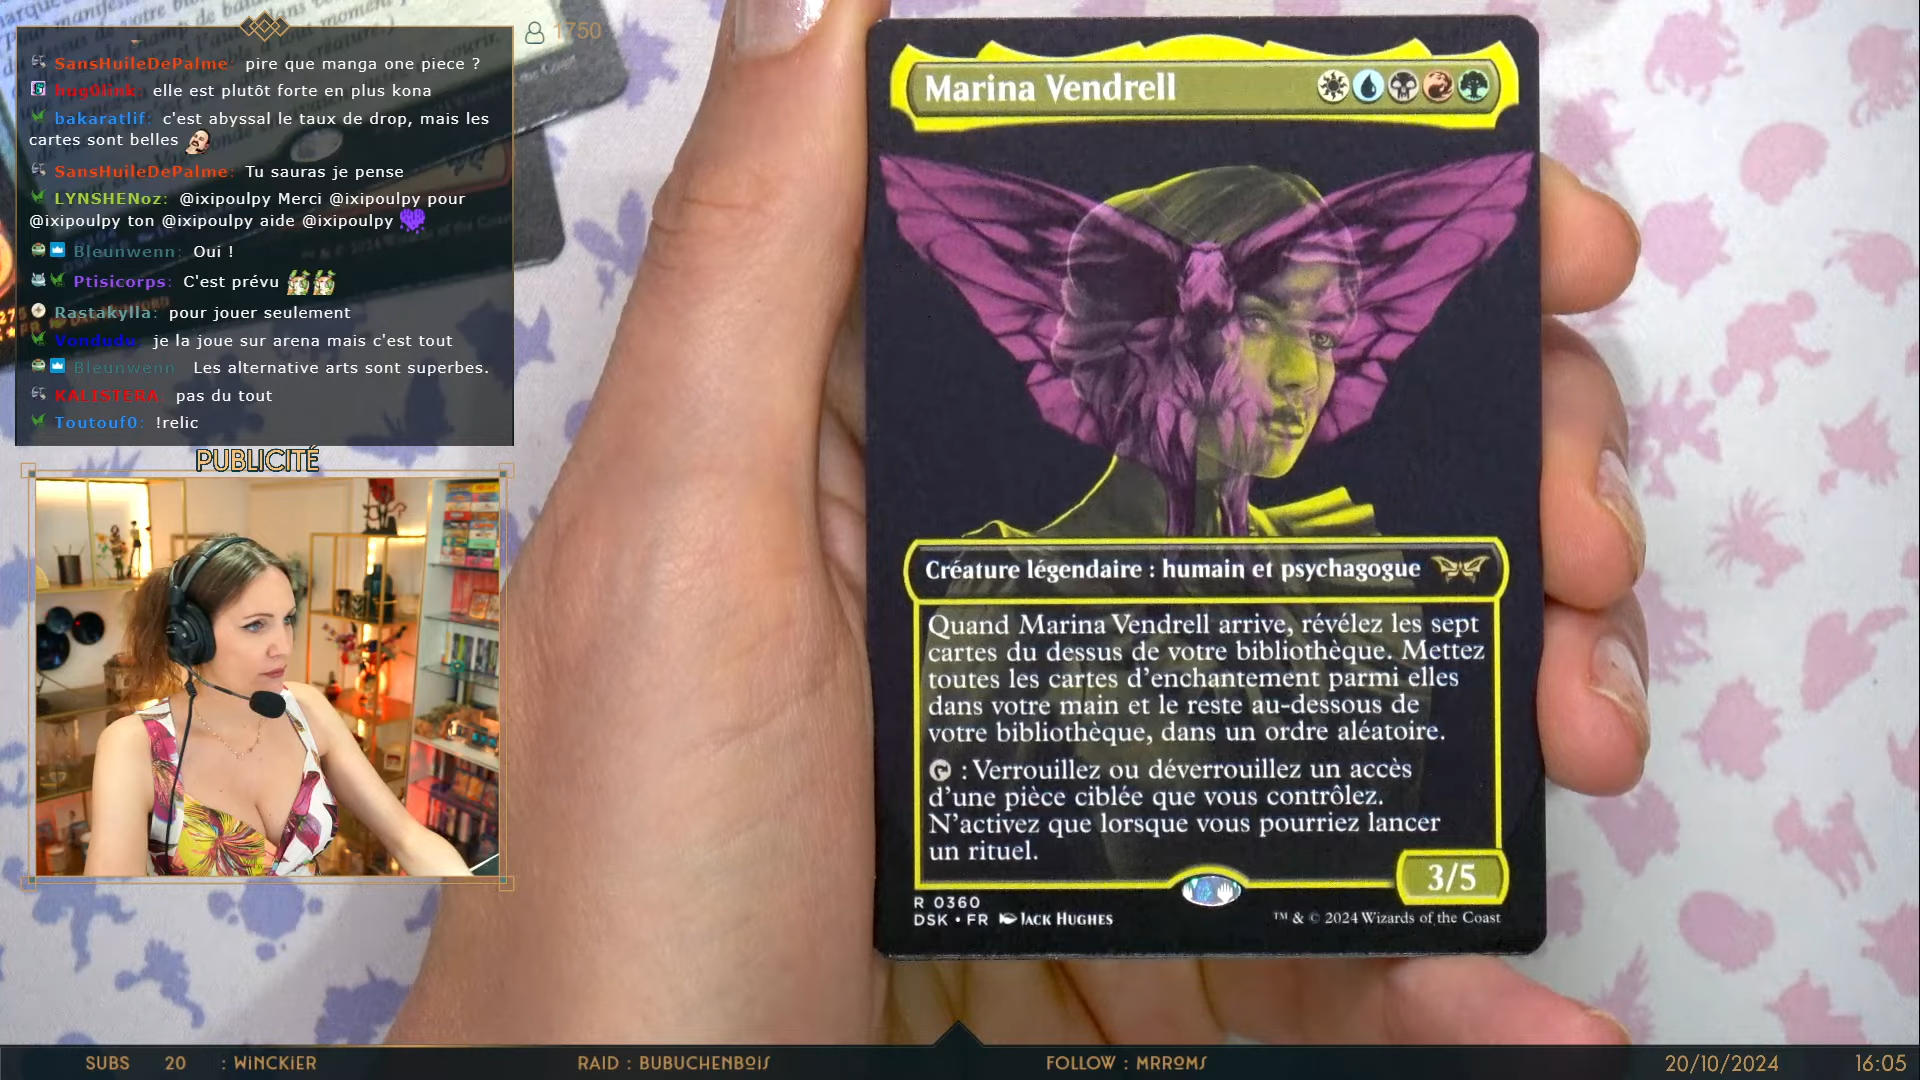 1750
SansHuileDePalme: pire que manga one piece ?
hug0link: elle est plutôt forte en plus kona
bakaratlif: c'est abyssal le taux de drop, mais les
cartes sont belles
SansHuileDePalme: Tu sauras je pense
LYNSHENoz: @ixipoulpy Merci @ixipoulpy pour
@ixipoulpy ton @ixipoulpy aide @ixipoulpy
Bleunwenn: Oui !
Ptisicorps: C'est prévu
Rastakylla: pour jouer seulement
Vondudu: je la joue sur arena mais c'est tout
Bleunwenn Les alternative arts sont superbes.
KALISTERA pas du tout
Toutouf0: !relic
PUBLICITÉ
Marina Vendrell
Créature légendaire : humain et psychagogue
Quand Marina Vendrell arrive, révélez les sept
cartes du dessus de votre bibliothèque. Mettez
toutes les cartes d'enchantement parmi elles
dans votre main et le reste au-dessous de
votre bibliothèque, dans un ordre aléatoire.
: Verrouillez ou déverrouillez un accès
d'une pièce ciblée que vous contrôlez.
N'activez que lorsque vous pourriez lancer
un rituel.
3/5
R 0360
DSK • FR JACK HUGHES
™ & © 2024 Wizards of the Coast
SUBS 20 : WINCKIER
RAID : BUBUCHENBOIS
FOLLOW : MRROMS
20/10/2024
16:05